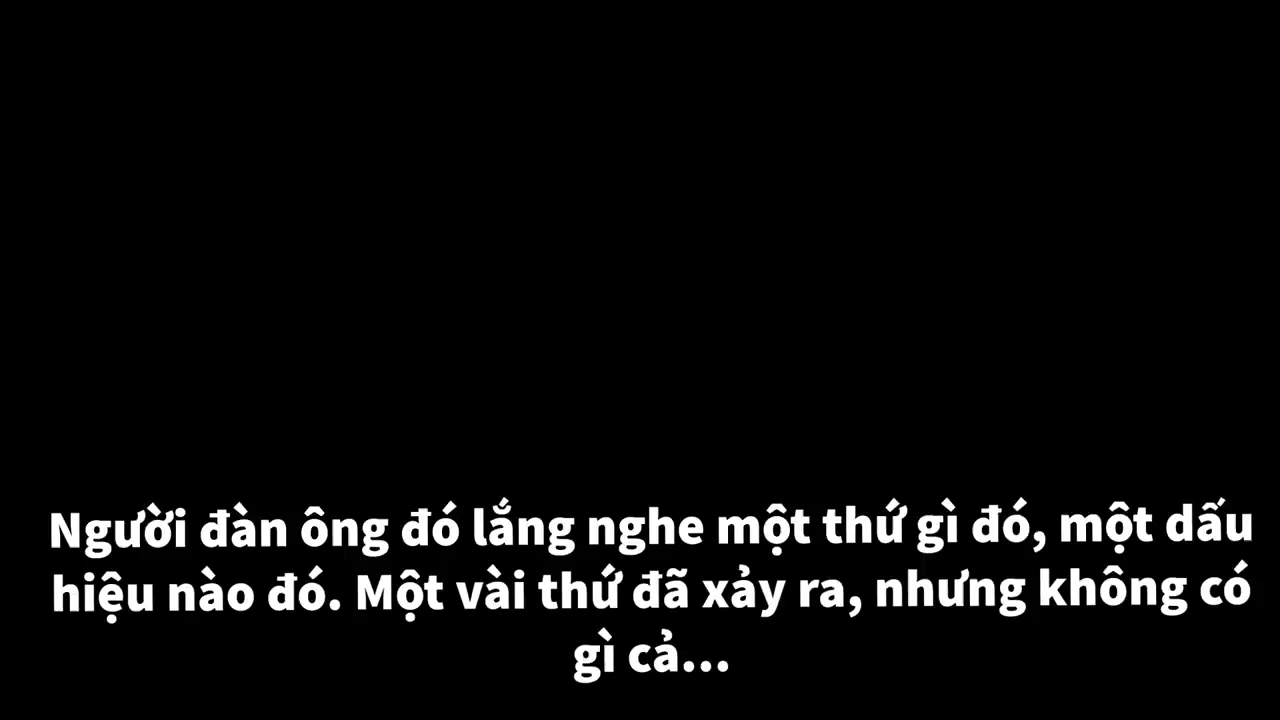 Người đàn ông đó lắng nghe một thứ gì đó, một dấu
hiệu nào đó. Một vài thứ đã xảy ra, nhưng không có
gì cả...